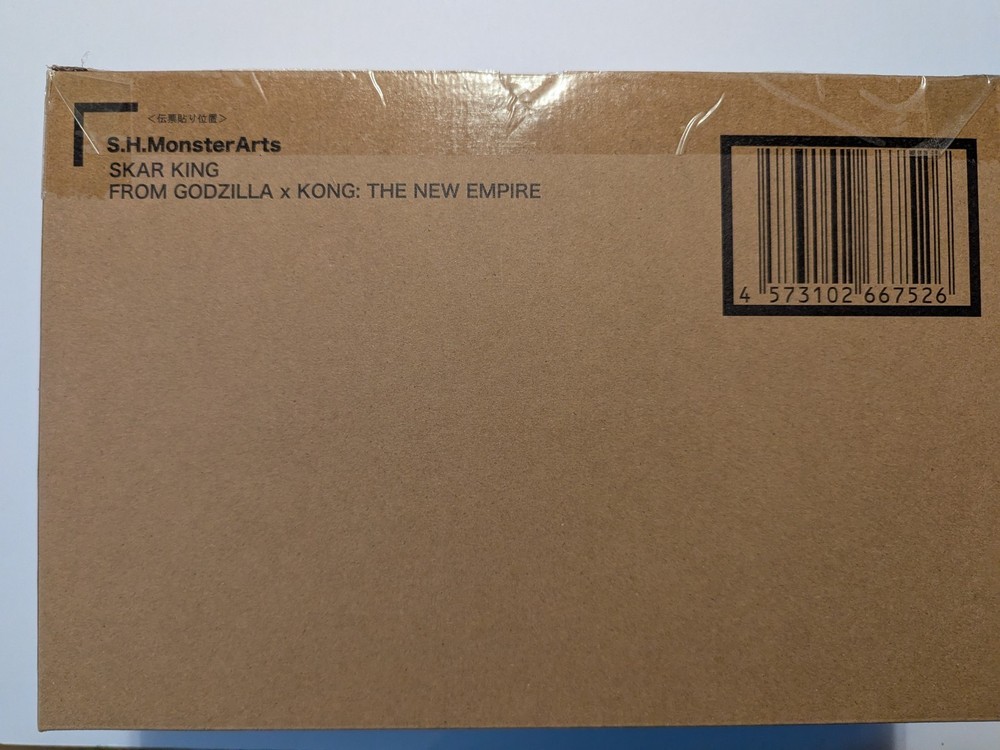 <伝票貼り位置>
S.H.MonsterArts
SKAR KING
FROM GODZILLA x KONG: THE NEW EMPIRE
4 573102 667526